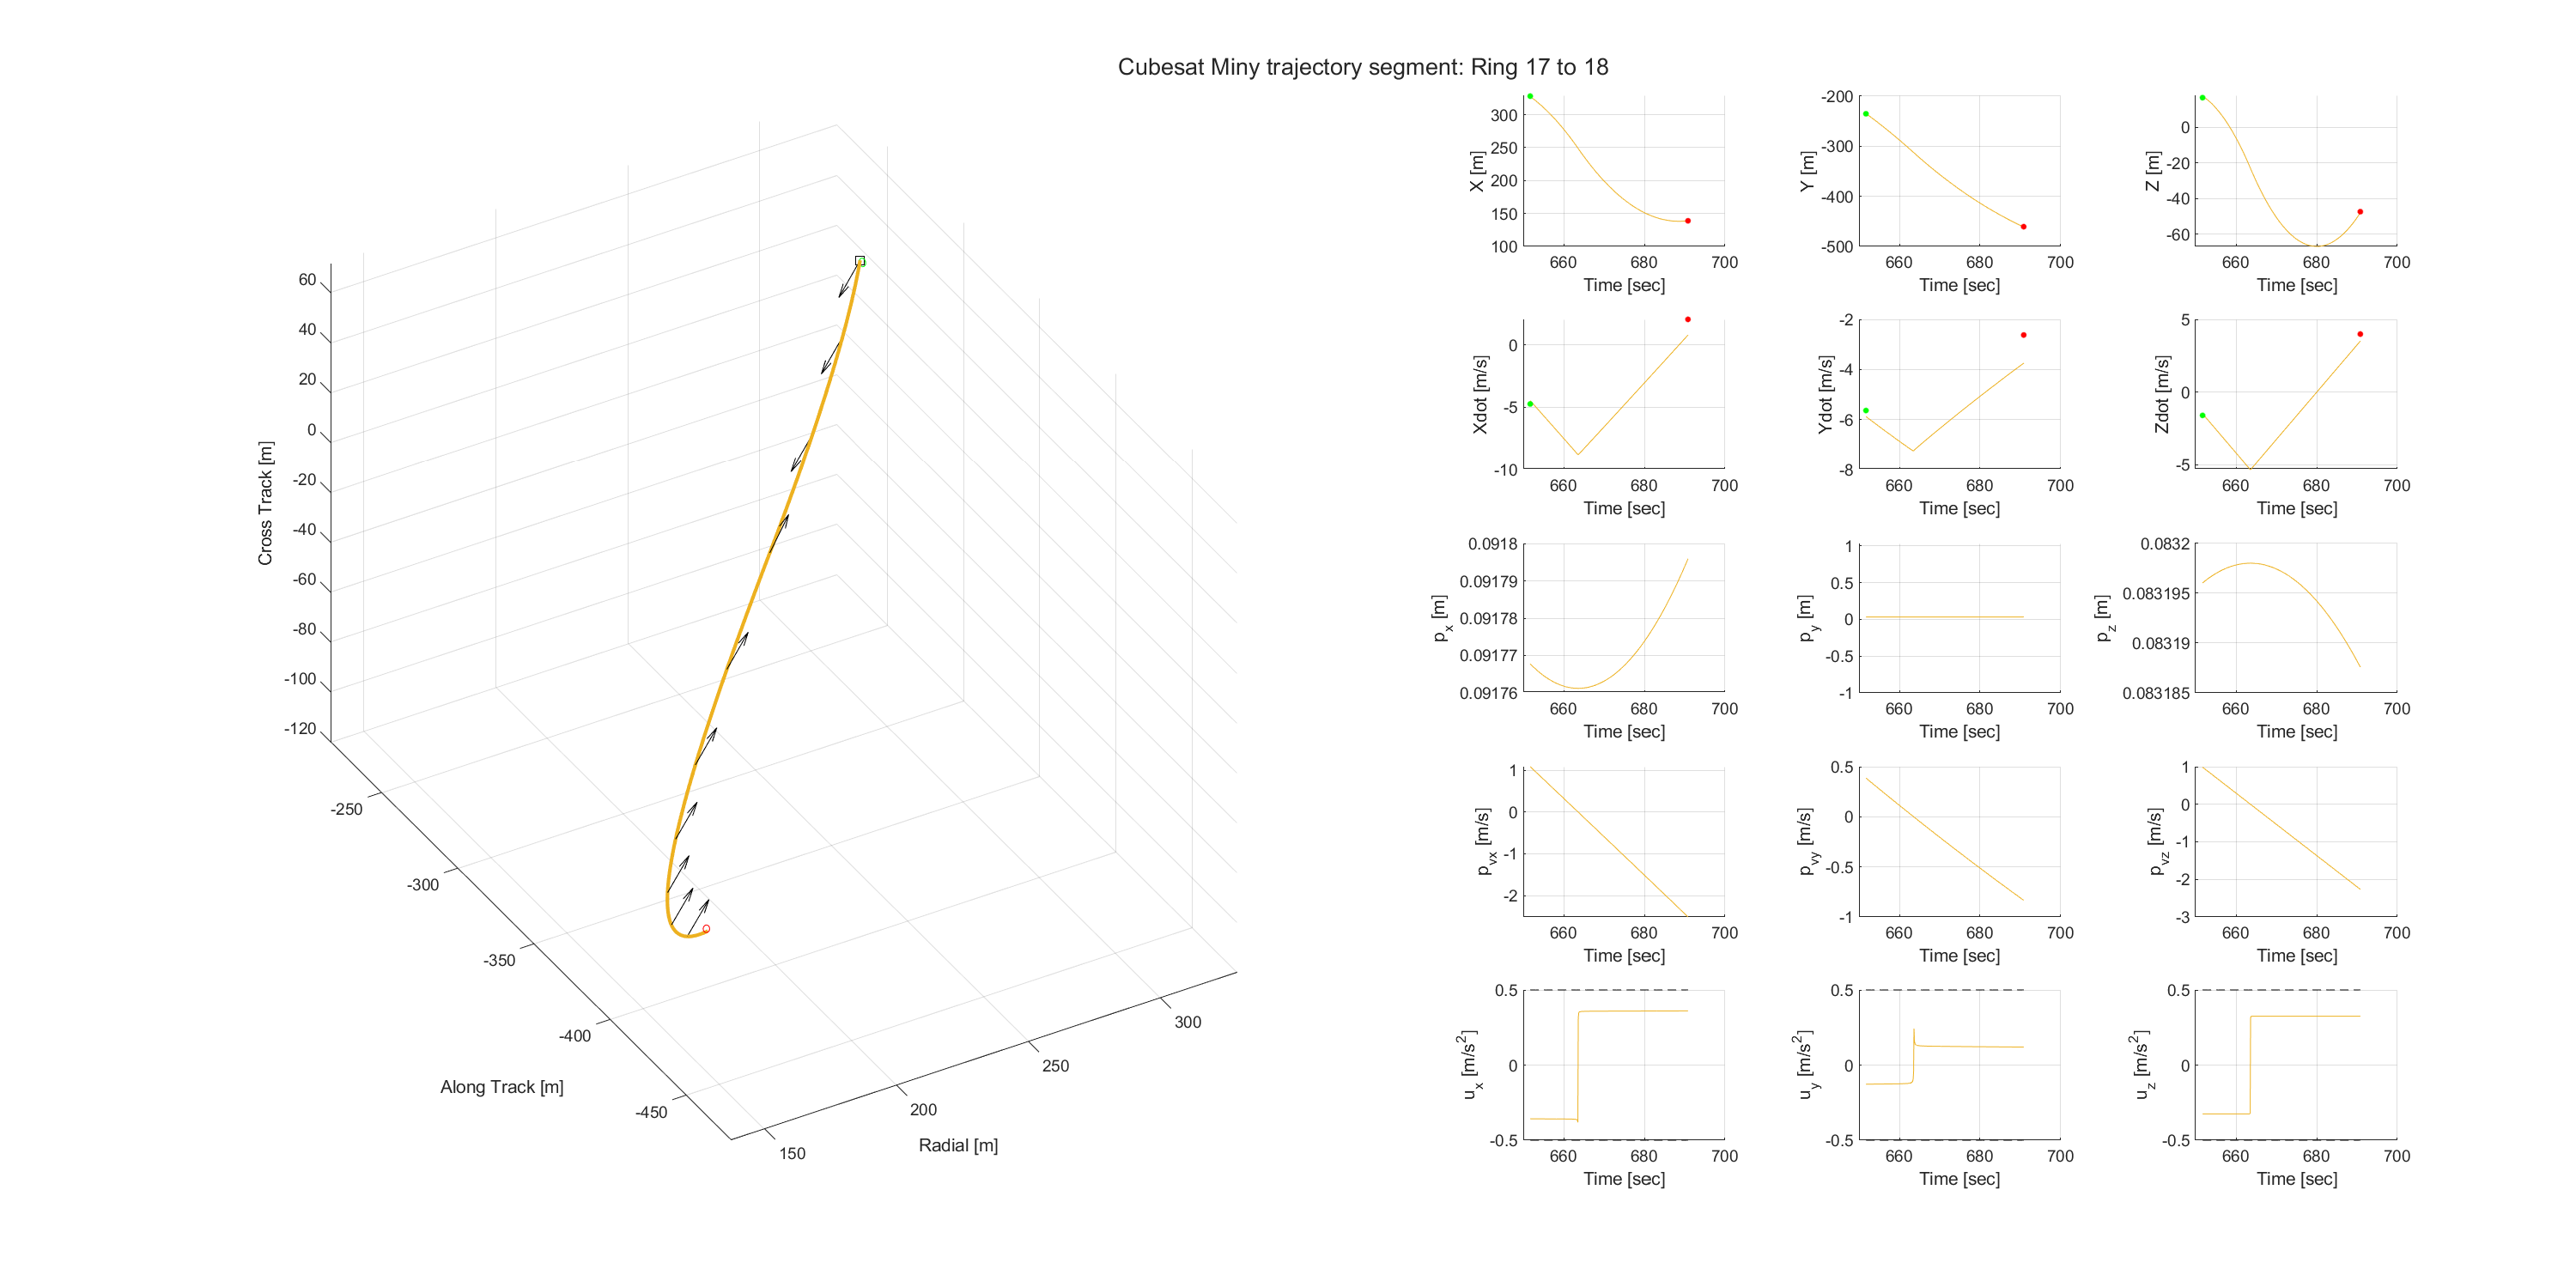 Cubesat Miny trajectory segment: Ring 17 to 18
60
40
20
0
-20
-40
-60
-80
-100
-120
Cross Track [m]
-250
-300
-350
-400
-450
Along Track [m]
150
200
250
300
Radial [m]
300
250
200
150
100
X [m]
660 680 700
Time [sec]
-200
-300
-400
-500
Y [m]
660 680 700
Time [sec]
0
-20
-40
-60
Z [m]
660 680 700
Time [sec]
0
-5
-10
Xdot [m/s]
660 680 700
Time [sec]
-2
-4
-6
-8
Ydot [m/s]
660 680 700
Time [sec]
5
0
-5
Zdot [m/s]
660 680 700
Time [sec]
0.0918
0.09179
0.09178
0.09177
0.09176
p_x [m]
660 680 700
Time [sec]
1
0.5
0
-0.5
-1
p_y [m]
660 680 700
Time [sec]
0.0832
0.083195
0.08319
0.083185
p_z [m]
660 680 700
Time [sec]
1
0
-1
-2
p_vx [m/s]
660 680 700
Time [sec]
0.5
0
-0.5
-1
p_vy [m/s]
660 680 700
Time [sec]
1
0
-1
-2
-3
p_vz [m/s]
660 680 700
Time [sec]
0.5
0
-0.5
u_x [m/s²]
660 680 700
Time [sec]
0.5
0
-0.5
u_y [m/s²]
660 680 700
Time [sec]
0.5
0
-0.5
u_z [m/s²]
660 680 700
Time [sec]